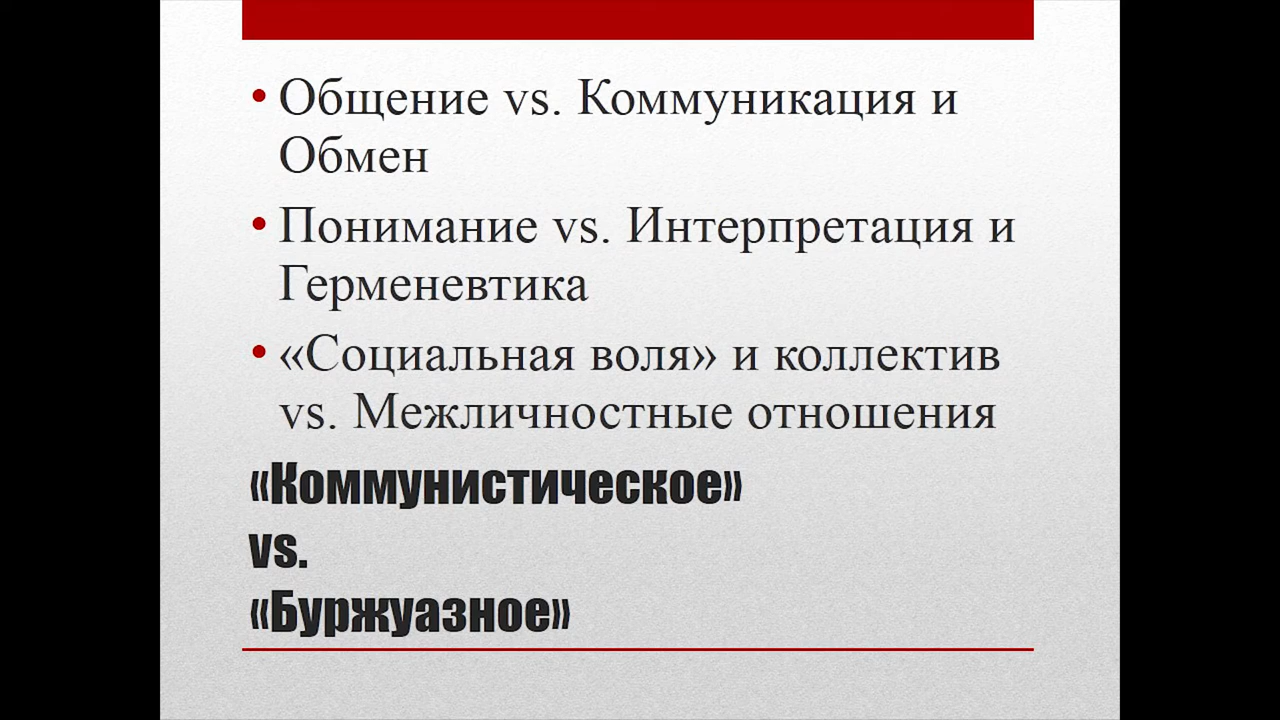 • Общение vs. Коммуникация и
Обмен
• Понимание vs. Интерпретация и
Герменевтика
• «Социальная воля» и коллектив
vs. Межличностные отношения
«Коммунистическое»
vs.
«Буржуазное»